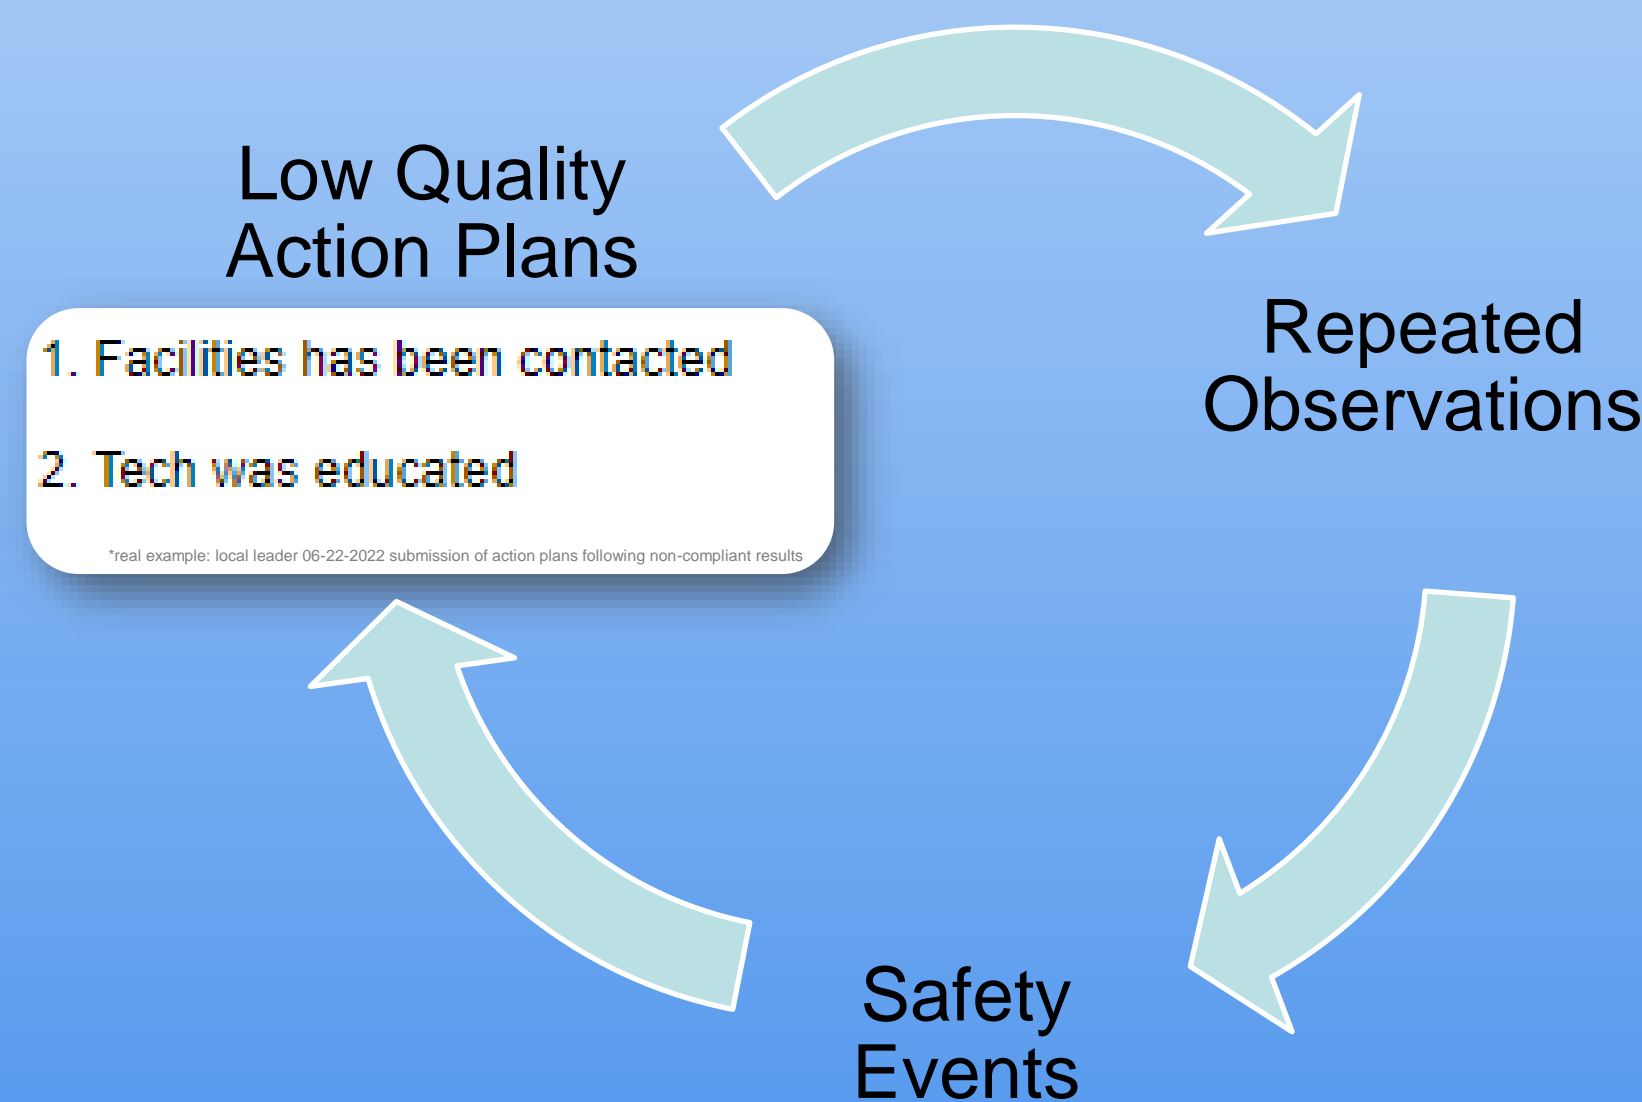 Low Quality
Action Plans
1. Facilities has been contacted
2. Tech was educated
*real example: local leader 06-22-2022 submission of action plans following non-compliant results
Repeated
Observations
Safety
Events